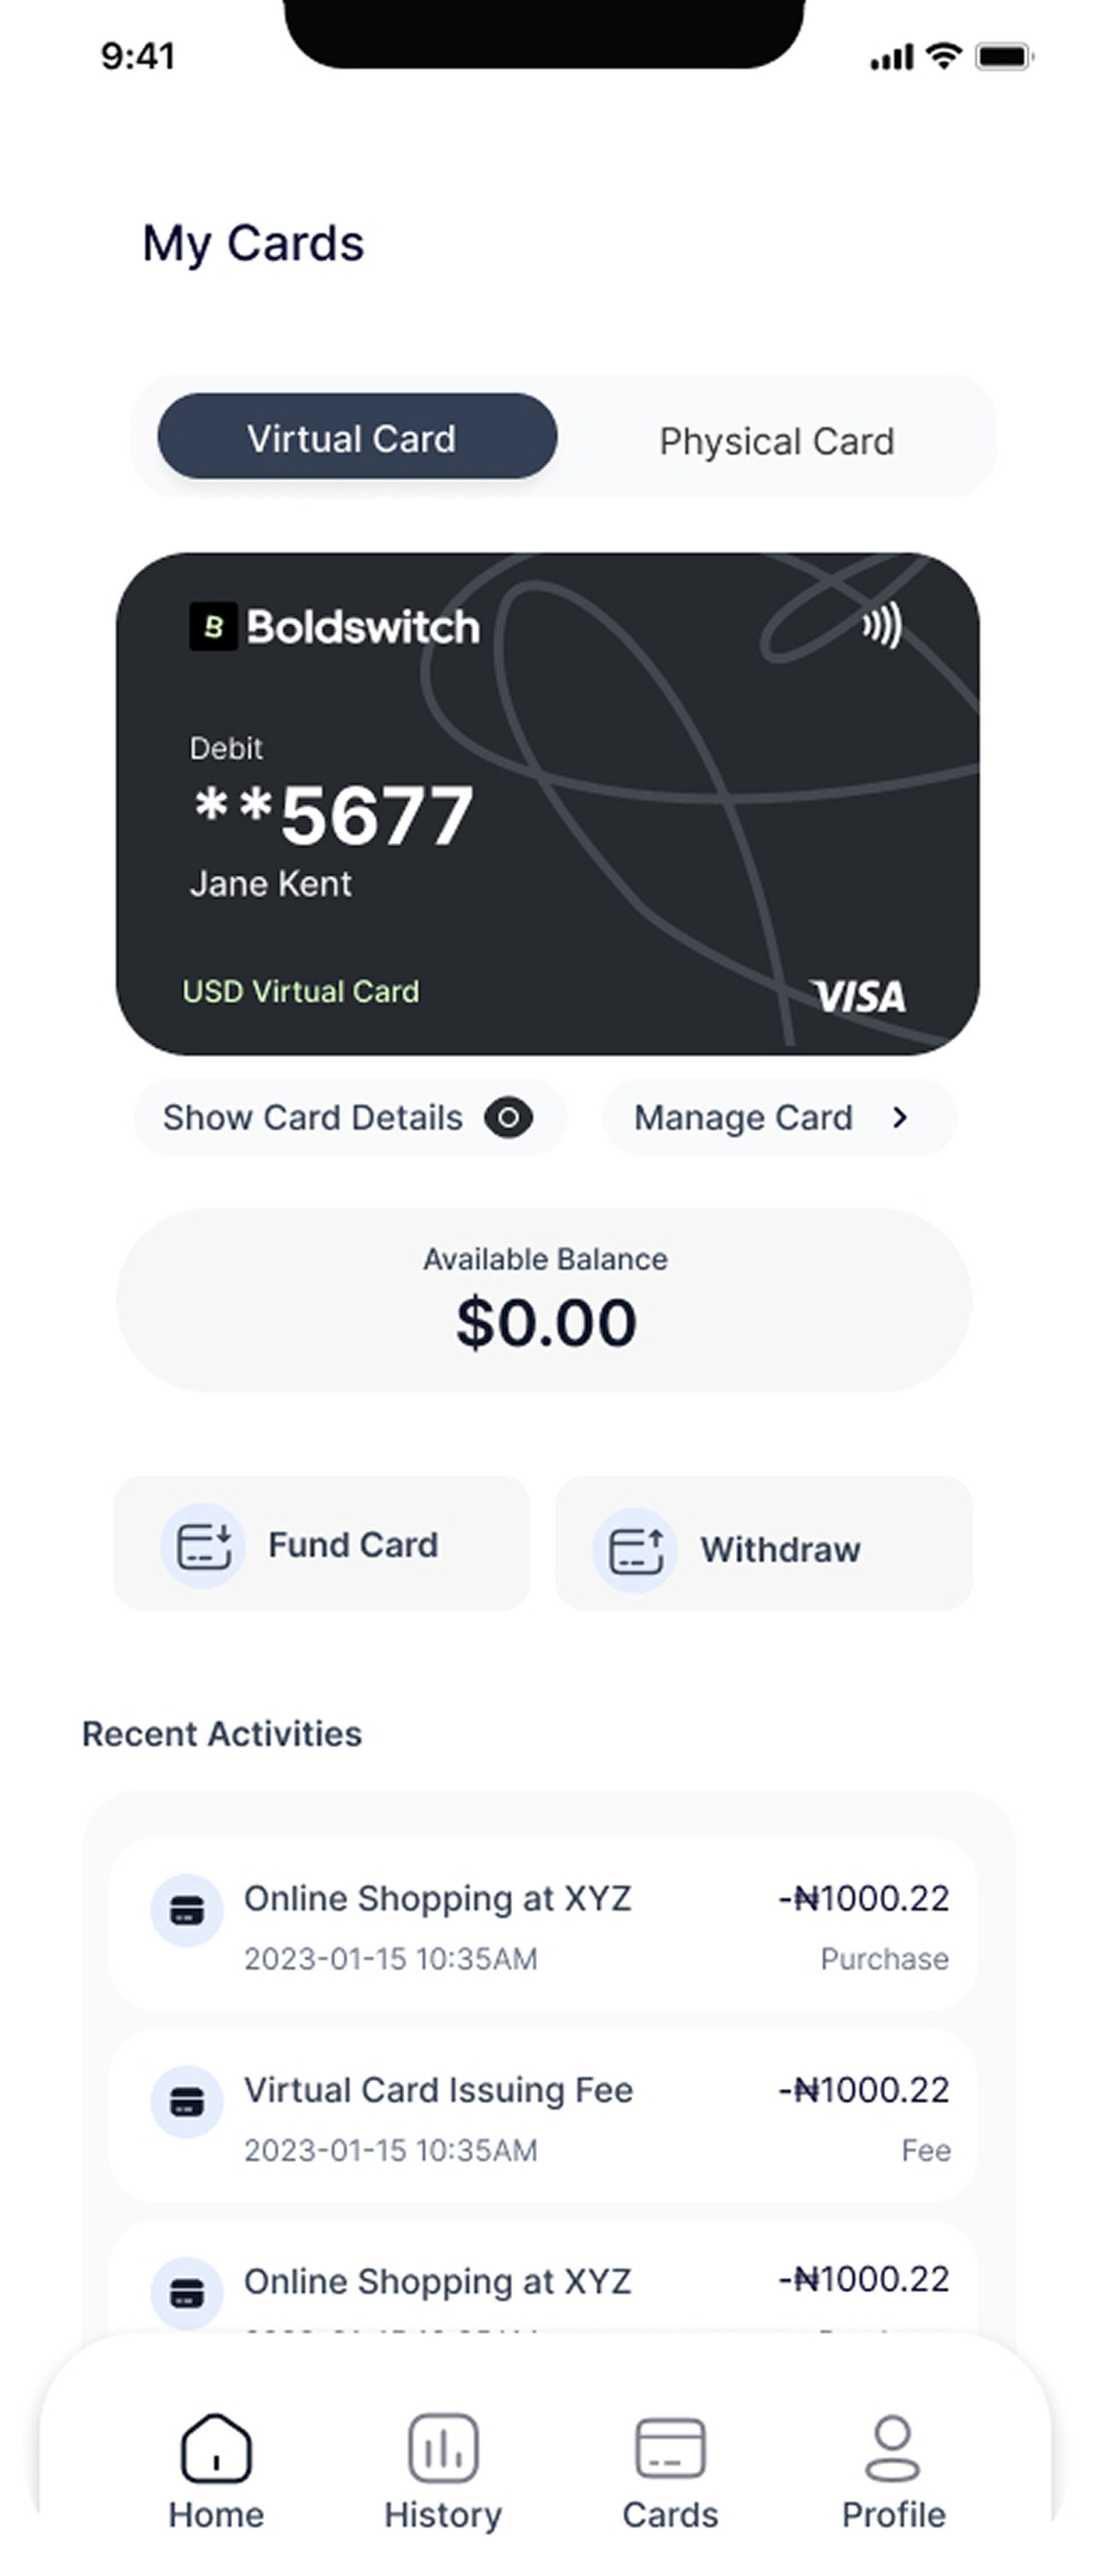 9:41
My Cards
Virtual Card
Physical Card
B Boldswitch
Debit
**5677
Jane Kent
USD Virtual Card
VISA
Show Card Details
Manage Card
Available Balance
$0.00
Fund Card
Withdraw
Recent Activities
Online Shopping at XYZ
-₦1000.22
2023-01-15 10:35AM
Purchase
Virtual Card Issuing Fee
-₦1000.22
2023-01-15 10:35AM
Fee
Online Shopping at XYZ
-₦1000.22
Home
History
Cards
Profile